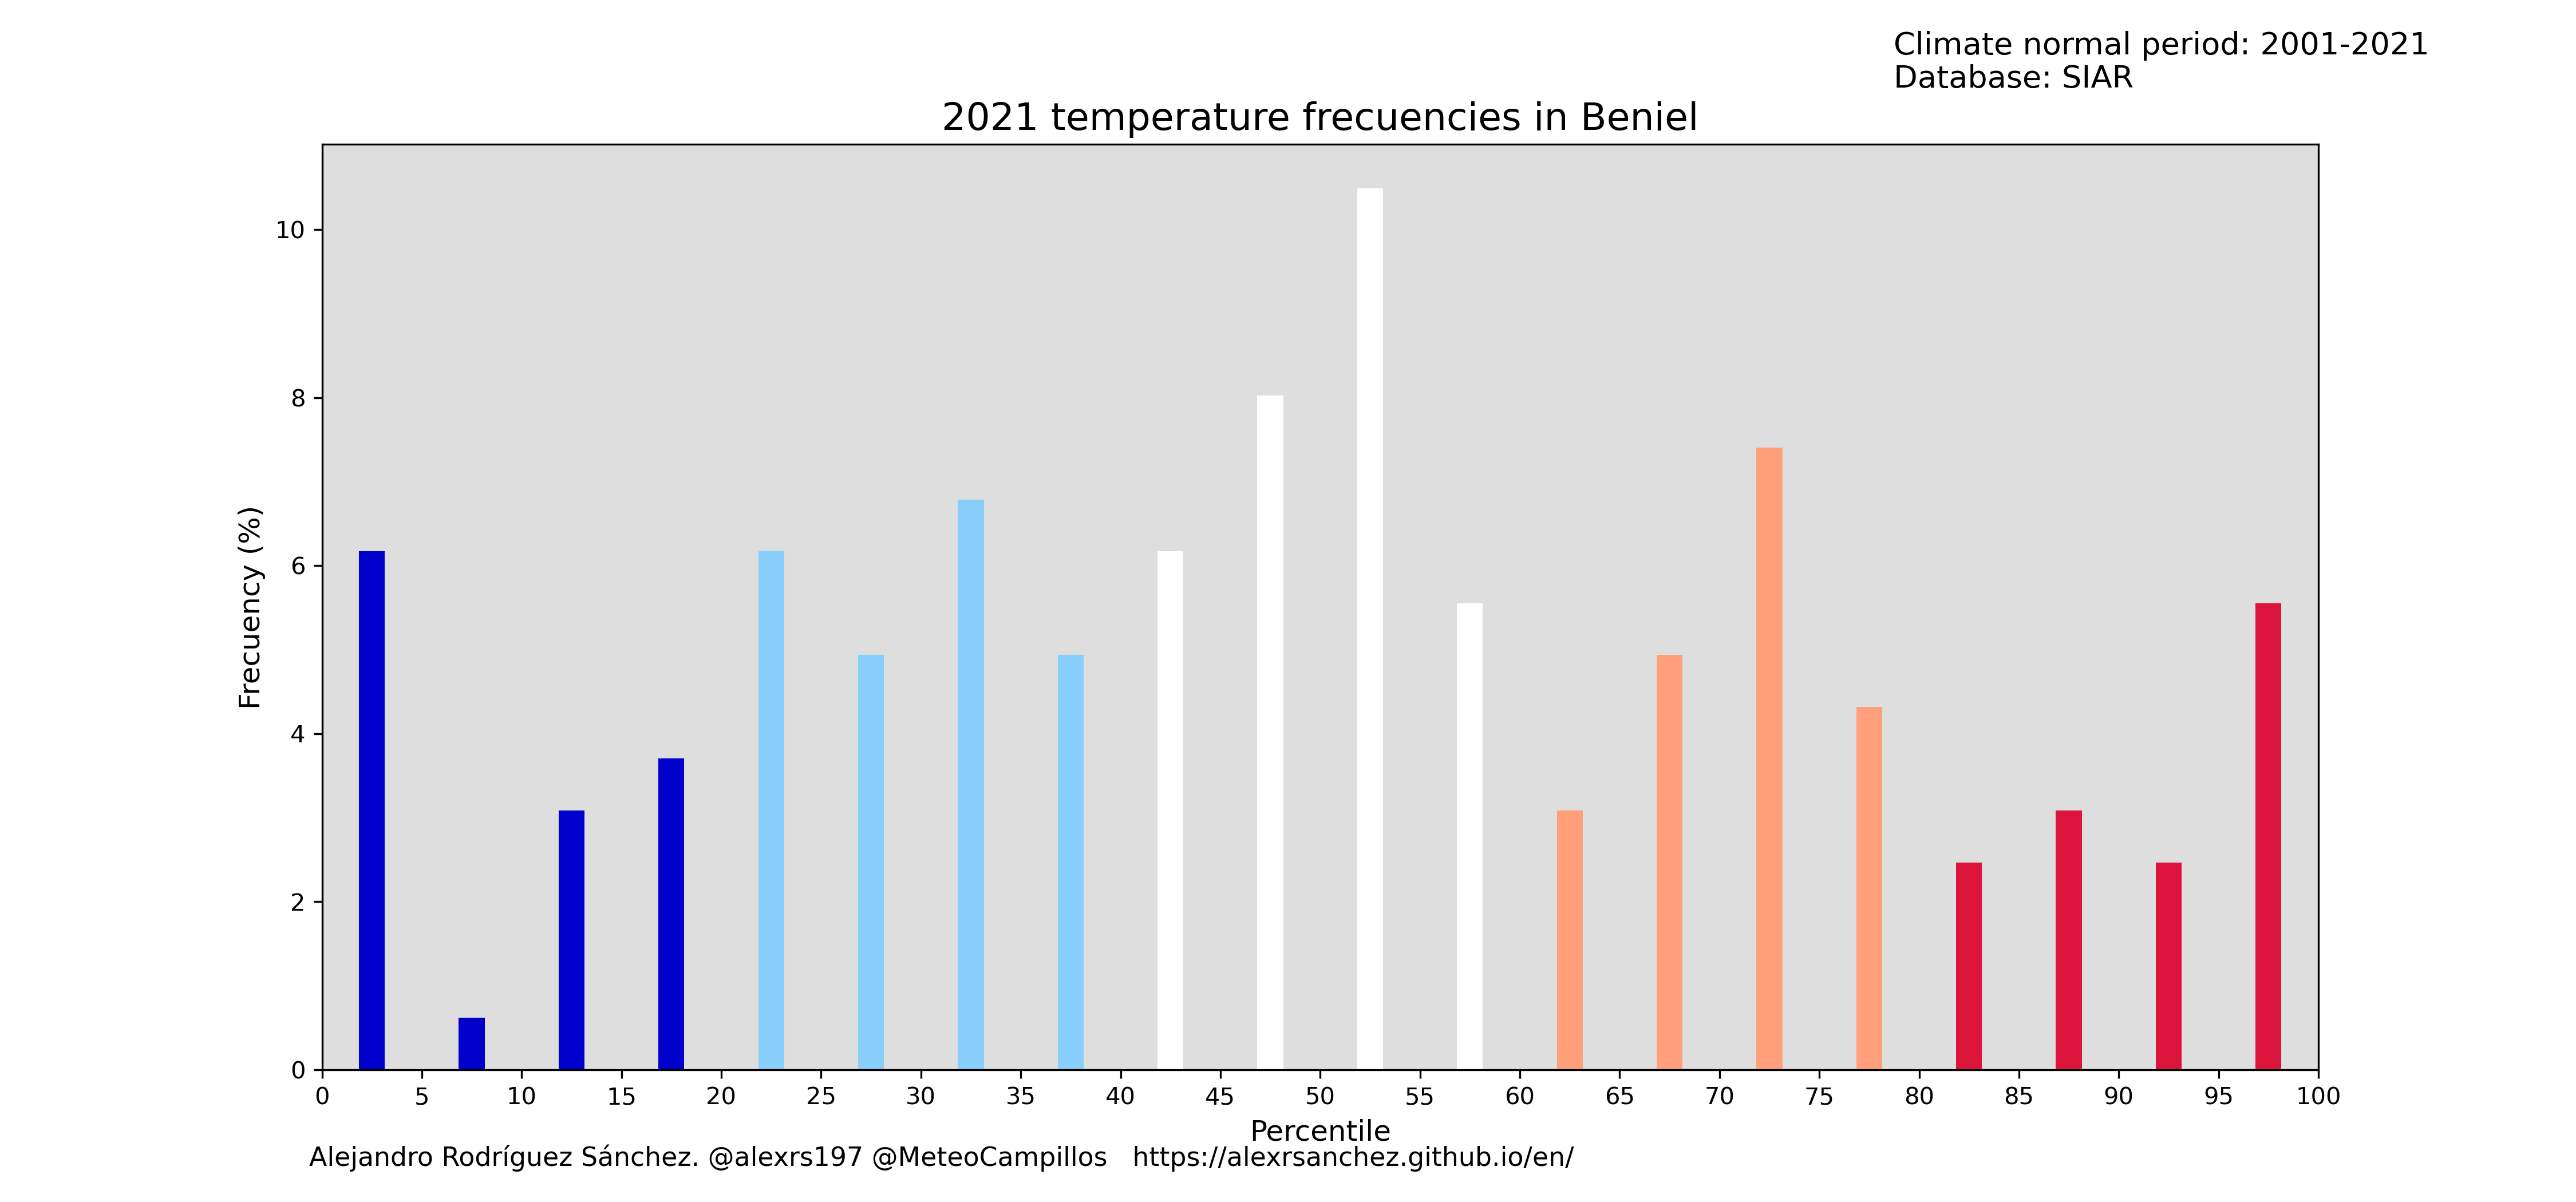 Climate normal period: 2001-2021
Database: SIAR
2021 temperature frecuencies in Beniel
Frecuency (%)
10
8
6
4
2
0
0 5 10 15 20 25 30 35 40 45 50 55 60 65 70 75 80 85 90 95 100
Percentile
Alejandro Rodríguez Sánchez. @alexrs197 @MeteoCampillos https://alexrsanchez.github.io/en/